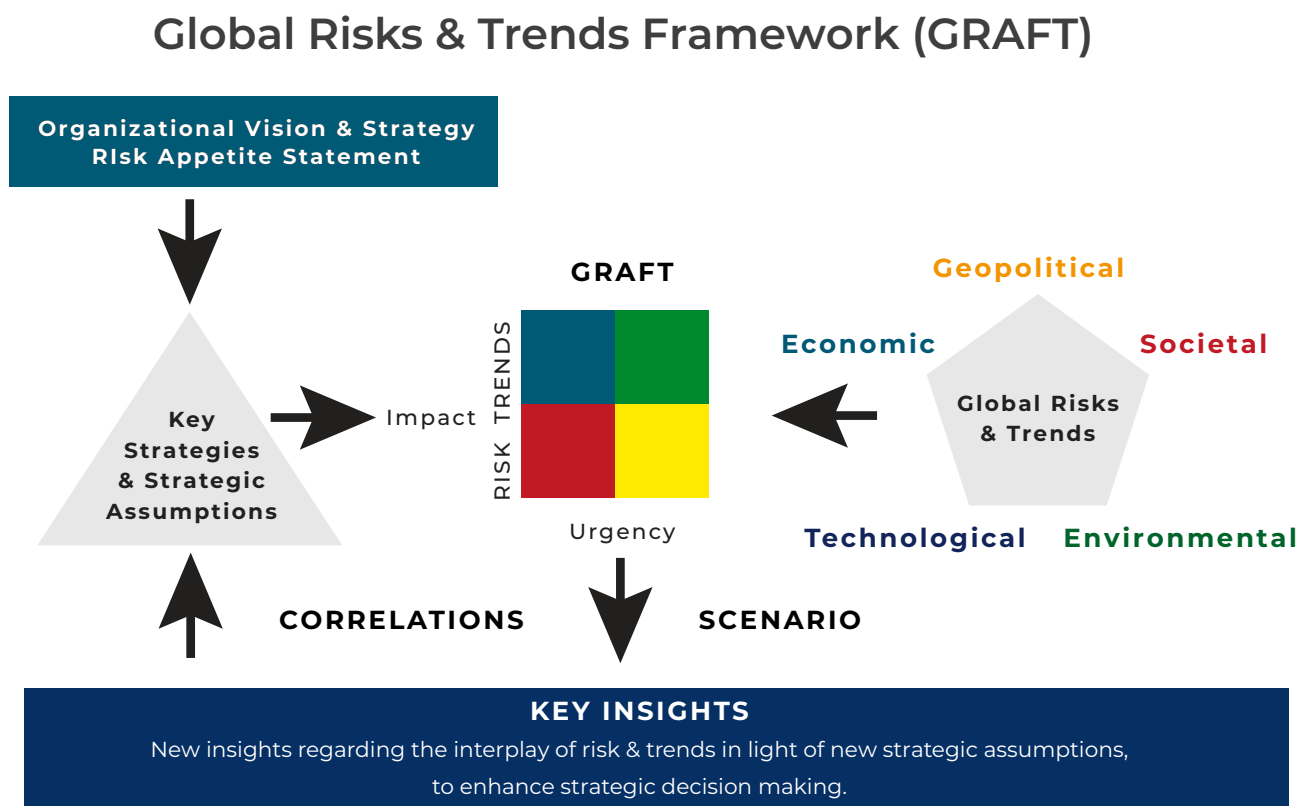 Global Risks & Trends Framework (GRAFT)
Organizational Vision & Strategy
RIsk Appetite Statement
GRAFT
Geopolitical
Economic
Societal
Key
Strategies
& Strategic
Assumptions
Impact
RISK TRENDS
Global Risks
& Trends
Urgency
Technological
Environmental
CORRELATIONS
SCENARIO
KEY INSIGHTS
New insights regarding the interplay of risk & trends in light of new strategic assumptions,
to enhance strategic decision making.